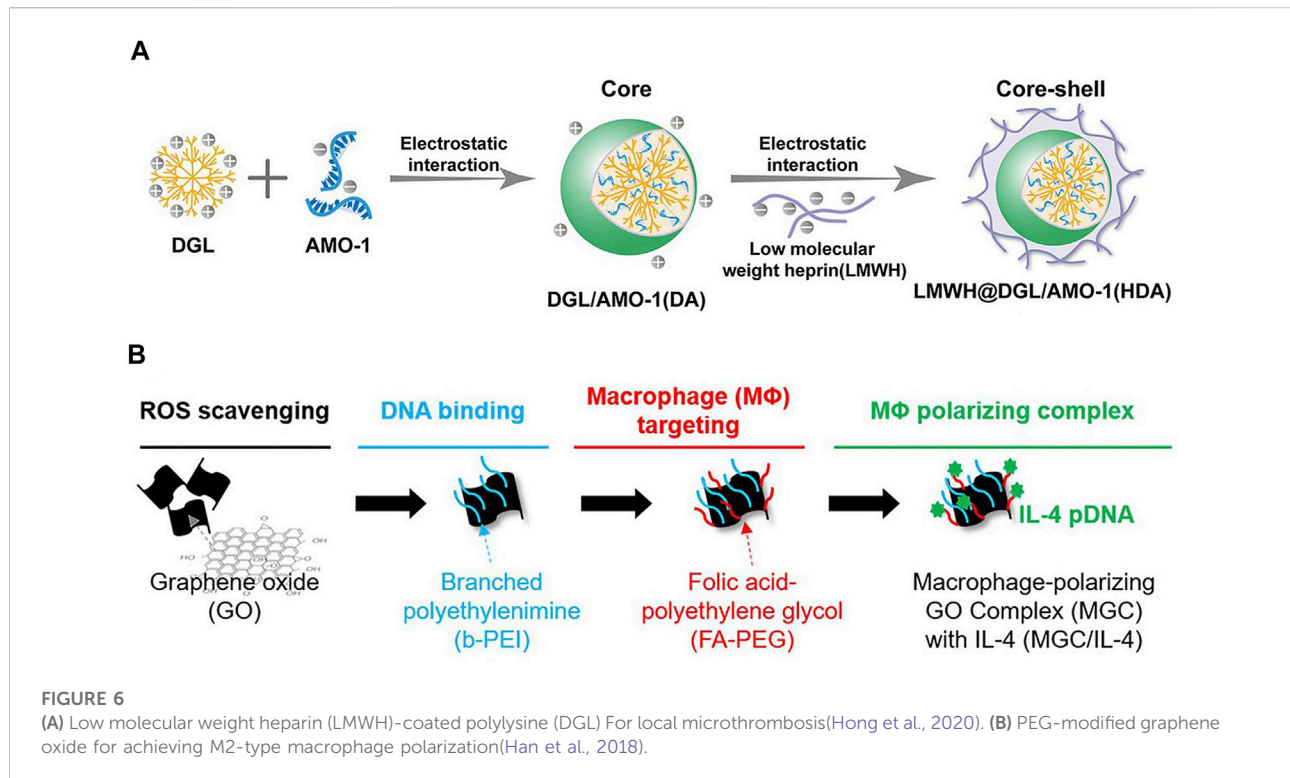 A
Core
Core-shell
DGL
AMO-1
Electrostatic
interaction
DGL/AMO-1(DA)
Electrostatic
interaction
Low molecular
weight heprin(LMWH)
LMWH@DGL/AMO-1(HDA)
B
ROS scavenging
DNA binding
Macrophage (MΦ)
targeting
MΦ polarizing complex
IL-4 pDNA
Graphene oxide
(GO)
Branched
polyethylenimine
(b-PEI)
Folic acid-
polyethylene glycol
(FA-PEG)
Macrophage-polarizing
GO Complex (MGC)
with IL-4 (MGC/IL-4)
FIGURE 6
(A) Low molecular weight heparin (LMWH)-coated polylysine (DGL) For local microthrombosis(Hong et al., 2020). (B) PEG-modified graphene
oxide for achieving M2-type macrophage polarization(Han et al., 2018).